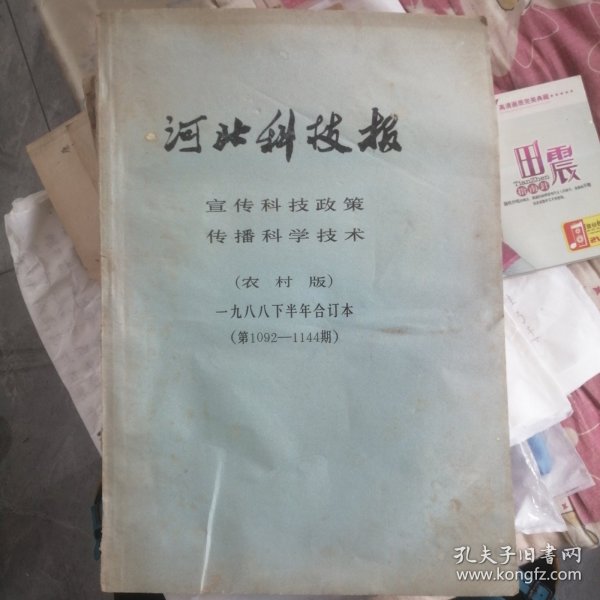 河北科技报
宣传科技政策
传播科学技术
(农村版)
一九八八下半年合订本
(第1092—1144期)
田震
TianZhen
孔夫子旧书网
www.kongfz.com